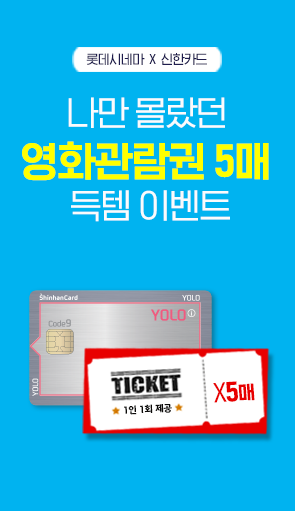 롯데시네마 X 신한카드
나만 몰랐던
영화관람권 5매
득템 이벤트
ShinhanCard YOLO
YOLO i
Code9
YOLO
TICKET
X5매
★ 1인 1회 제공 ★